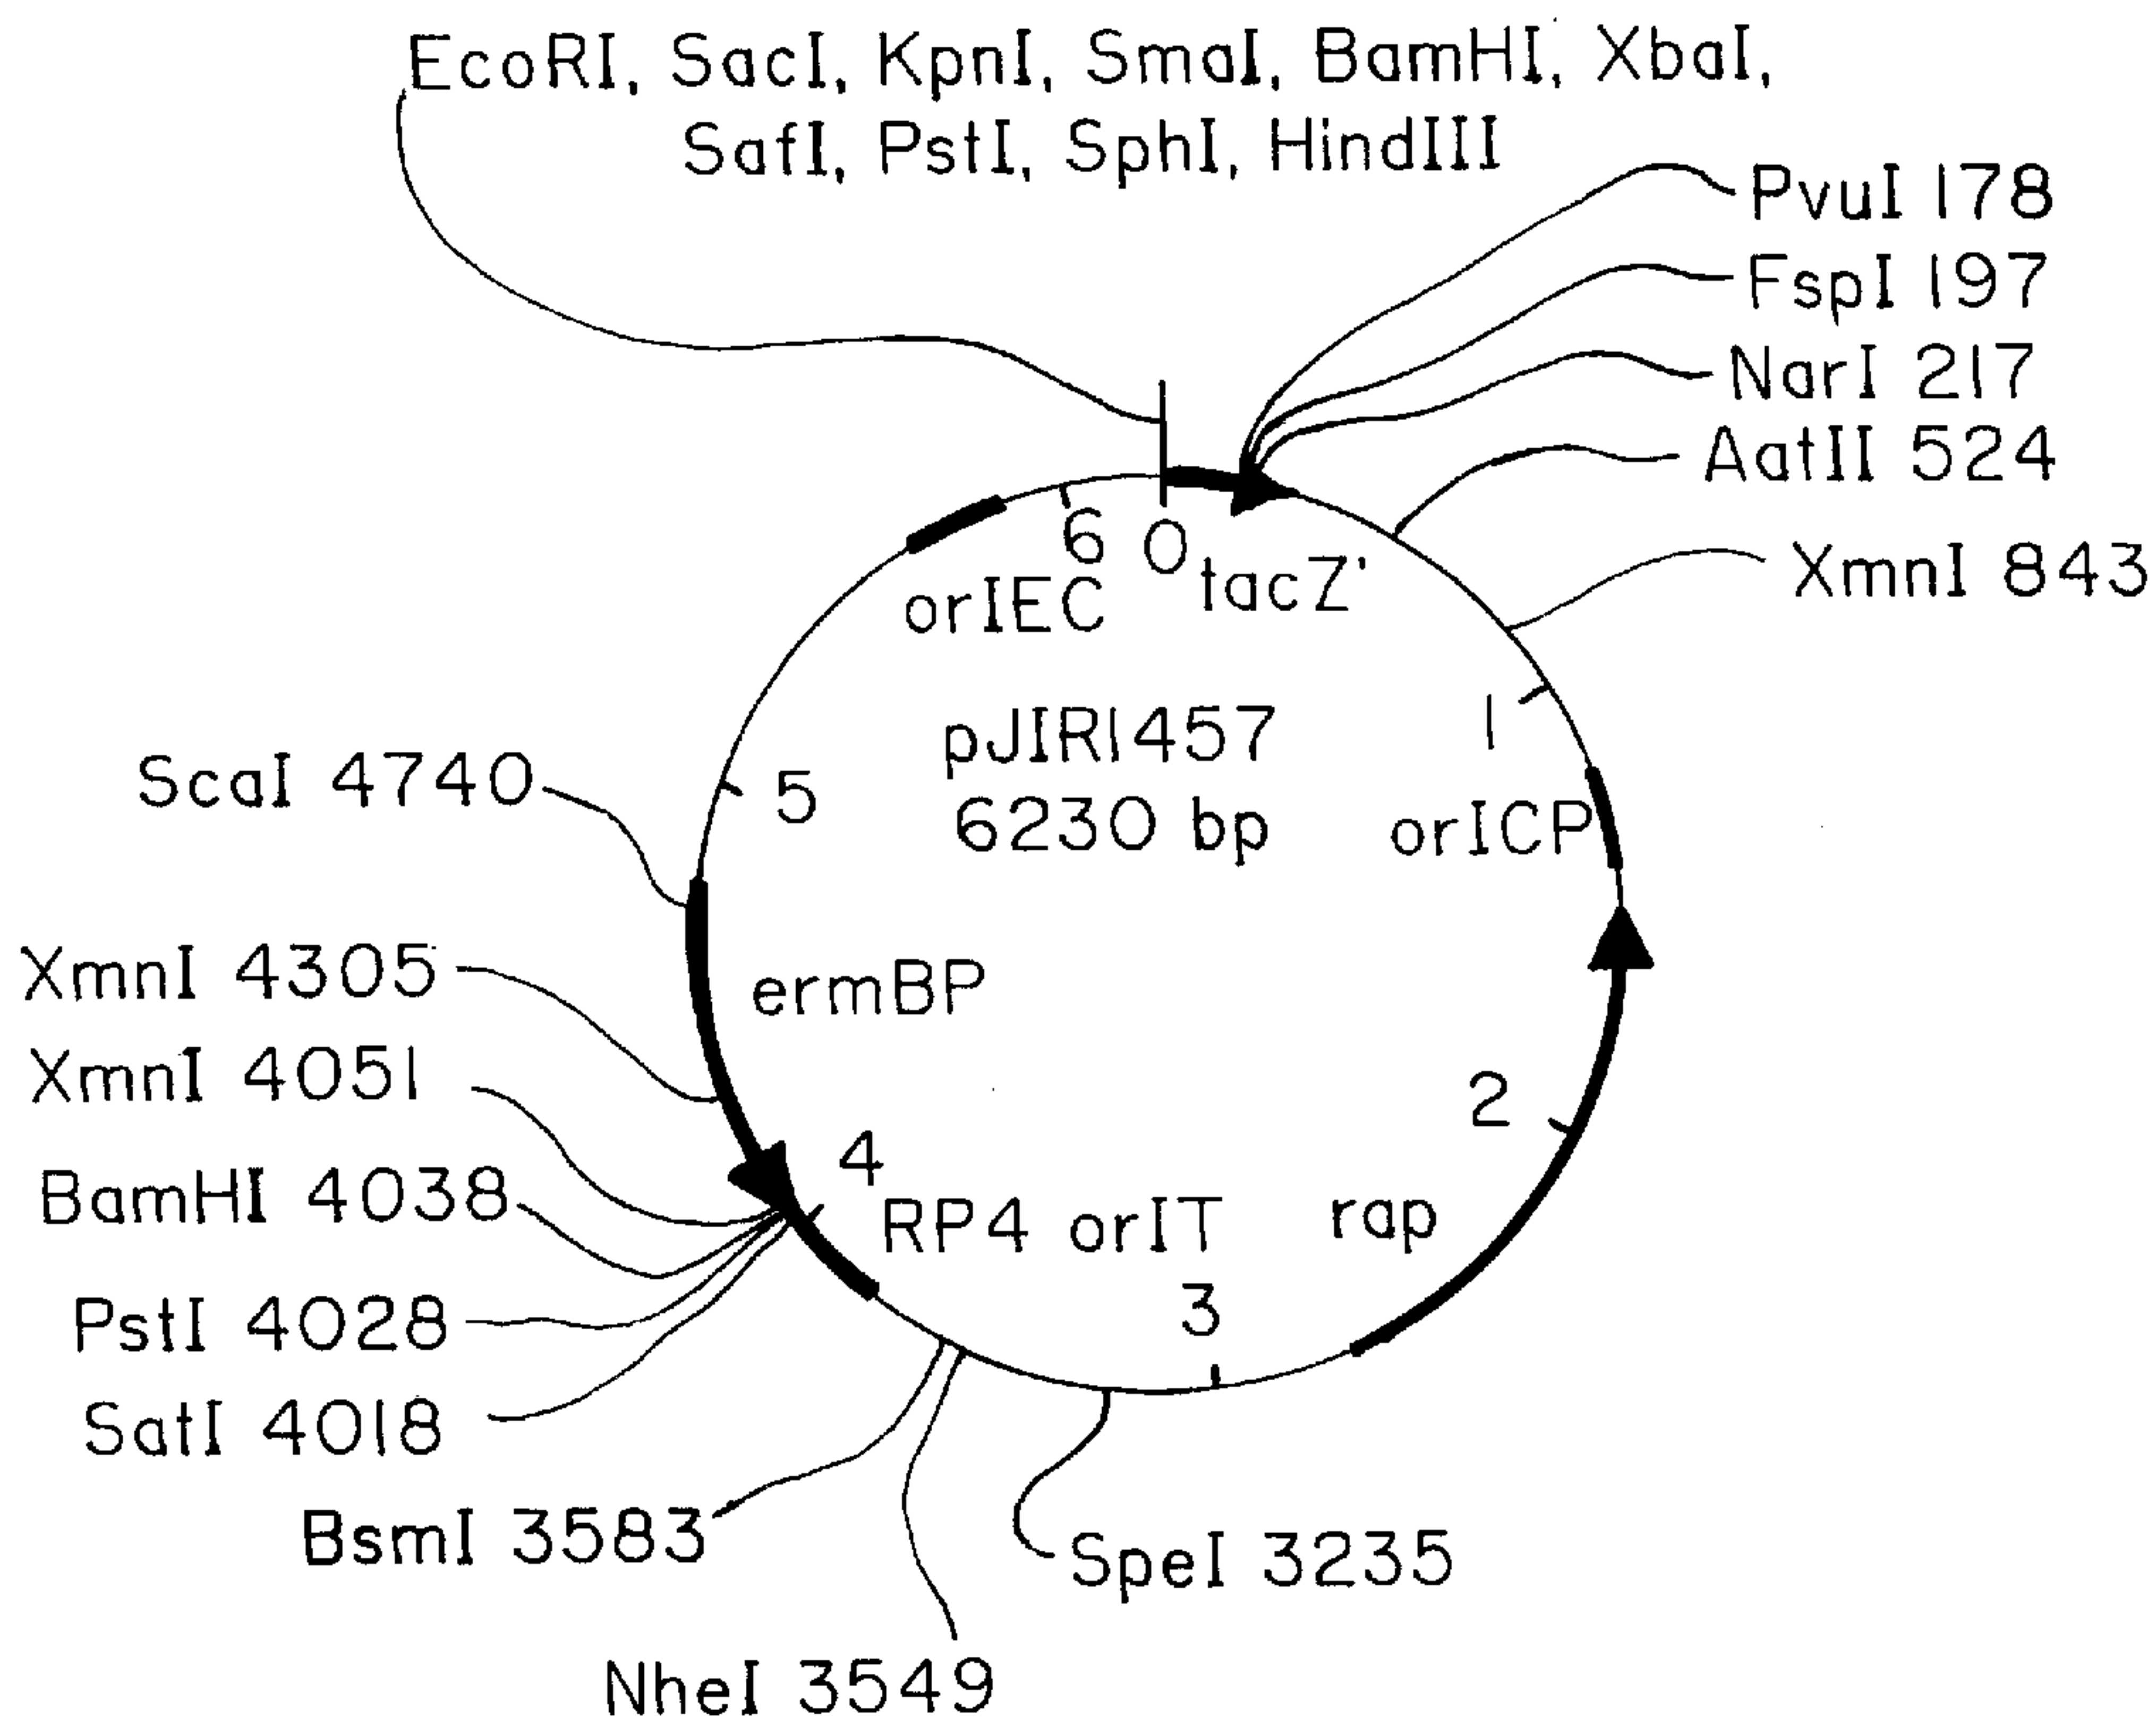 EcoRI, SacI, KpnI, SmaI, BamHI, XbaI,
SafI, PstI, SphI, HindIII
PvuI 178
FspI 197
NarI 217
AatII 524
XmnI 843
6
0
tacZ'
orIEC
1
pJIR1457
6230 bp
orICP
5
ScaI 4740
XmnI 4305
ermBP
XmnI 4051
2
4
BamHI 4038
RP4 orIT
rap
3
PstI 4028
SatI 4018
BsmI 3583
SpeI 3235
NheI 3549